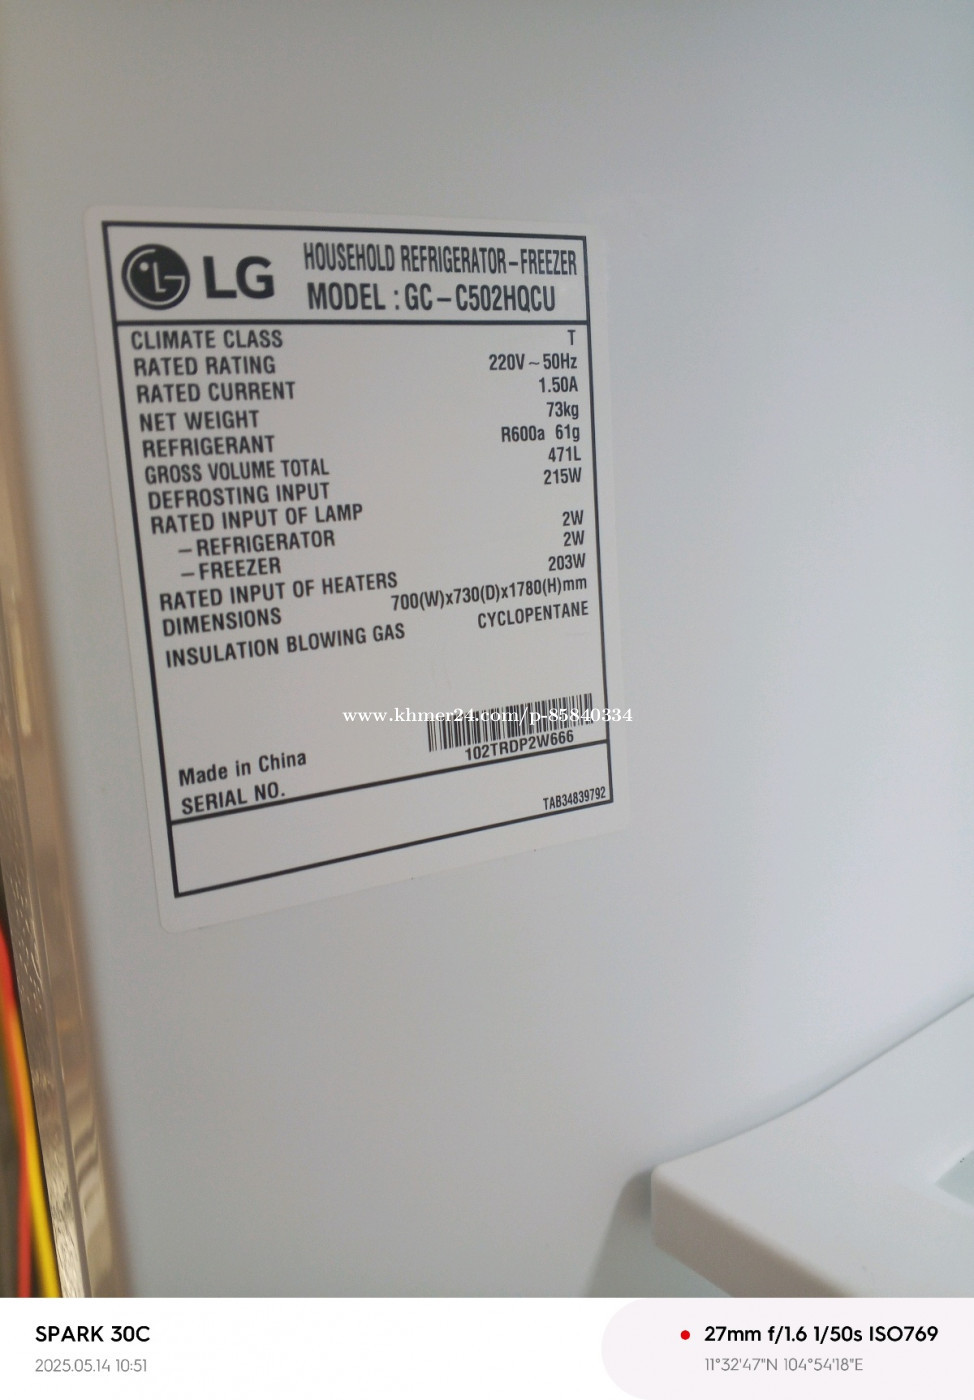 LG HOUSEHOLD REFRIGERATOR-FREEZER
MODEL : GC-C502HQCU
CLIMATE CLASS T
RATED RATING 220V~50Hz
RATED CURRENT 1.50A
NET WEIGHT 73kg
REFRIGERANT R600a 61g
GROSS VOLUME TOTAL 471L
DEFROSTING INPUT 215W
RATED INPUT OF LAMP
-REFRIGERATOR 2W
-FREEZER 2W
RATED INPUT OF HEATERS 203W
DIMENSIONS 700(W)x730(D)x1780(H)mm
INSULATION BLOWING GAS CYCLOPENTANE
www.khmer24.com/p-85840334
102TRDP2W666
Made in China
SERIAL NO.
TAB34839792
SPARK 30C
2025.05.14 10:51
27mm f/1.6 1/50s ISO769
11°32'47"N 104°54'18"E